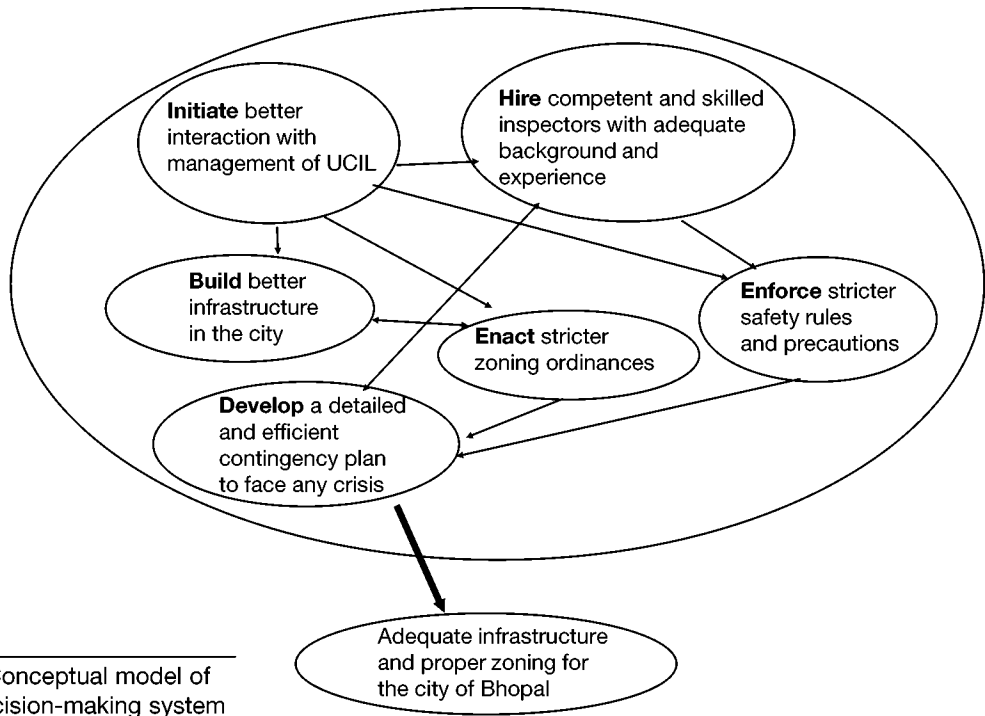 Initiate better
interaction with
management of UCIL
Hire competent and skilled
inspectors with adequate
background and
experience
Build better
infrastructure
in the city
Enact stricter
zoning ordinances
Enforce stricter
safety rules
and precautions
Develop a detailed
and efficient
contingency plan
to face any crisis
Adequate infrastructure
and proper zoning for
the city of Bhopal
onceptual model of
cision-making system